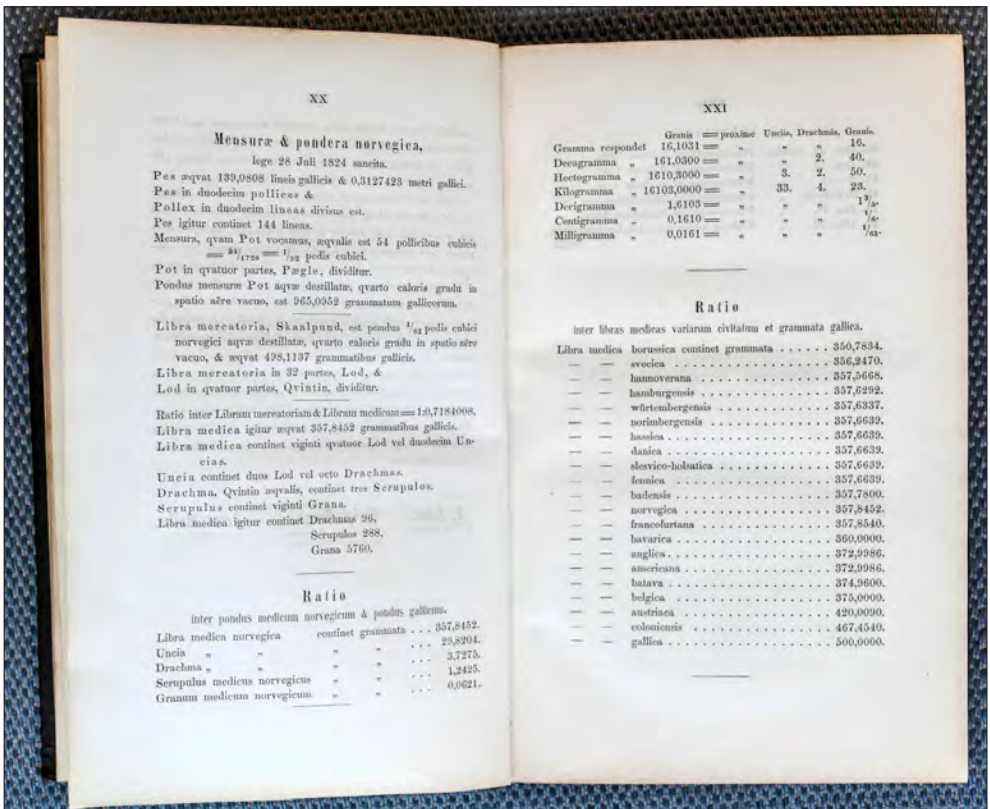 XX
Mensuræ & pondera norvegica,
lege 28 Juli 1824 sancita.
Pes æqvat 139,0808 lineis gallicis & 0,3127423 metri gallici.
Pes in duodecim pollices &
Pollex in duodecim lineas divisus est.
Pes igitur continet 144 lineas.
Mensura, qvam Pot vocamus, æqvalis est 54 pollicibus cubicis
= 54/1728 = 1/32 pedis cubici.
Pot in qvatuor partes, Pægle, dividitur.
Pondus mensuræ Pot aqvæ destillatæ, qvarto caloris gradu in
spatio aëre vacuo, est 965,0952 grammatum gallicorum.
Libra mercatoria, Skaalpund, est pondus 1/62 pedis cubici
norvegici aqvæ destillatæ, qvarto caloris gradu in spatio aëre
vacuo, & æqvat 498,1137 grammatibus gallicis.
Libra mercatoria in 32 partes, Lod, &
Lod in qvatuor partes, Qvintin, dividitur.
Ratio inter Libram mercatoriam & Libram medicam = 1:0,7184008.
Libra medica igitur æqvat 357,8452 grammatibus gallicis.
Libra medica continet viginti qvatuor Lod vel duodecim Un-
cias.
Uncia continet duos Lod vel octo Drachmas.
Drachma, Qvintin æqvalis, continet tres Scrupulos.
Scrupulus continet viginti Grana.
Libra medica igitur continet Drachmas 96,
Scrupulos 288.
Grana 5760.
Ratio
inter pondus medicum norvegicum & pondus gallicum.
Libra medica norvegica continet grammata . . . 357,8452.
Uncia „ „ „ „ . . . 29,8204.
Drachma „ „ „ „ . . . 3,7275.
Scrupulus medicus norvegicus „ „ . . . 1,2425.
Granum medicum norvegicum „ „ . . . 0,0621.
XXI
Granis = proxime Unciis, Drachmis, Granis.
Gramma respondet 16,1031 = „ „ „ 16.
Decagramma „ 161,0300 = „ „ 2. 40.
Hectogramma „ 1610,3000 = „ 3. 2. 50.
Kilogramma „ 16103,0000 = „ 33. 4. 23.
Decigramma „ 1,6103 = „ „ „ 1 3/5.
Centigramma „ 0,1610 = „ „ „ 1/6.
Milligramma „ 0,0161 = „ „ „ 1/62.
Ratio
inter libras medicas variarum civitatum et grammata gallica.
Libra medica borussica continet grammata . . . . . . 350,7834.
— — svecica . . . . . . . . . . . . . . . . . 356,2470.
— — hannoverana . . . . . . . . . . . . . 357,5668.
— — hamburgensis . . . . . . . . . . . . . 357,6292.
— — würtembergensis . . . . . . . . . . . 357,6337.
— — norimbergensis . . . . . . . . . . . . 357,6639.
— — hassica . . . . . . . . . . . . . . . . . 357,6639.
— — danica . . . . . . . . . . . . . . . . . 357,6639.
— — slesvico-holsatica . . . . . . . . . . . 357,6639.
— — fennica . . . . . . . . . . . . . . . . . 357,6639.
— — badensis . . . . . . . . . . . . . . . . 357,7800.
— — norvegica . . . . . . . . . . . . . . . 357,8452.
— — francofurtana . . . . . . . . . . . . . 357,8540.
— — bavarica . . . . . . . . . . . . . . . . 360,0000.
— — anglica . . . . . . . . . . . . . . . . . 372,9986.
— — americana . . . . . . . . . . . . . . . 372,9986.
— — batava . . . . . . . . . . . . . . . . . 374,9600.
— — belgica . . . . . . . . . . . . . . . . . 375,0000.
— — austriaca . . . . . . . . . . . . . . . . 420,0090.
— — coloniensis . . . . . . . . . . . . . . . 467,4540.
— — gallica . . . . . . . . . . . . . . . . . 500,0000.